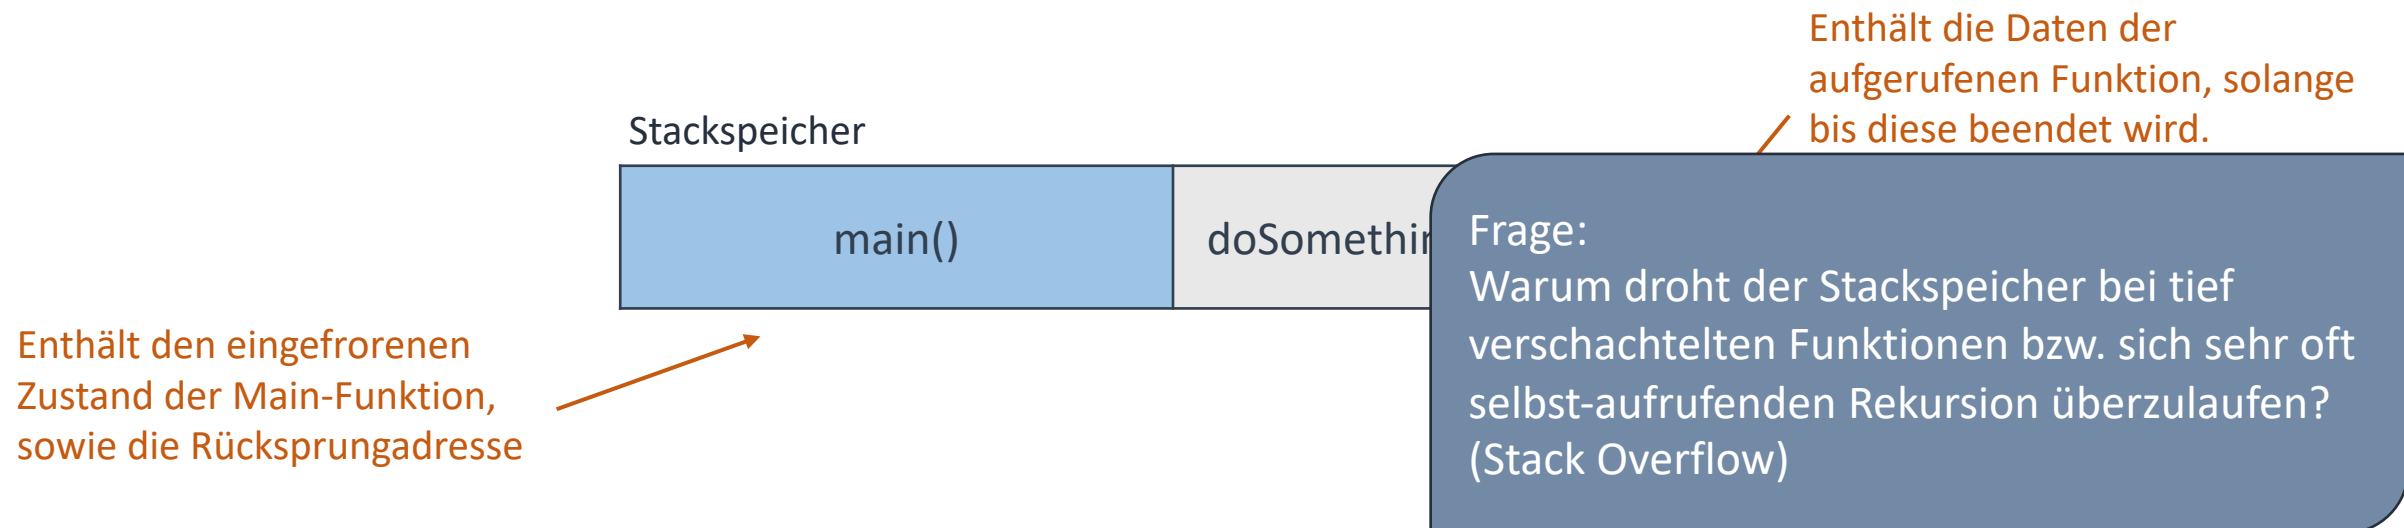 Enthält die Daten der
aufgerufenen Funktion, solange
bis diese beendet wird.
Stackspeicher
main()
Frage:
Warum droht der Stackspeicher bei tief
verschachtelten Funktionen bzw. sich sehr oft
selbst-aufrufenden Rekursion überzulaufen?
(Stack Overflow)
Enthält den eingefrorenen
Zustand der Main-Funktion,
sowie die Rücksprungadresse